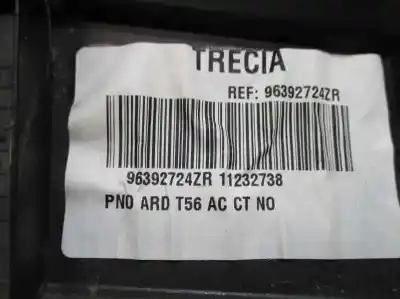 TRECIA
REF: 96392724ZR
96392724ZR 11232738
PNO ARD T56 AC CT NO